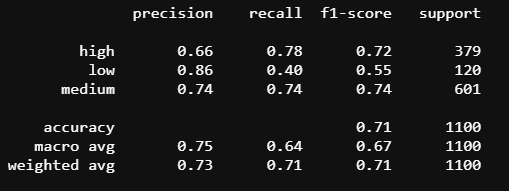 precision recall f1-score support
high 0.66 0.78 0.72 379
low 0.86 0.40 0.55 120
medium 0.74 0.74 0.74 601
accuracy 0.71 1100
macro avg 0.75 0.64 0.67 1100
weighted avg 0.73 0.71 0.71 1100